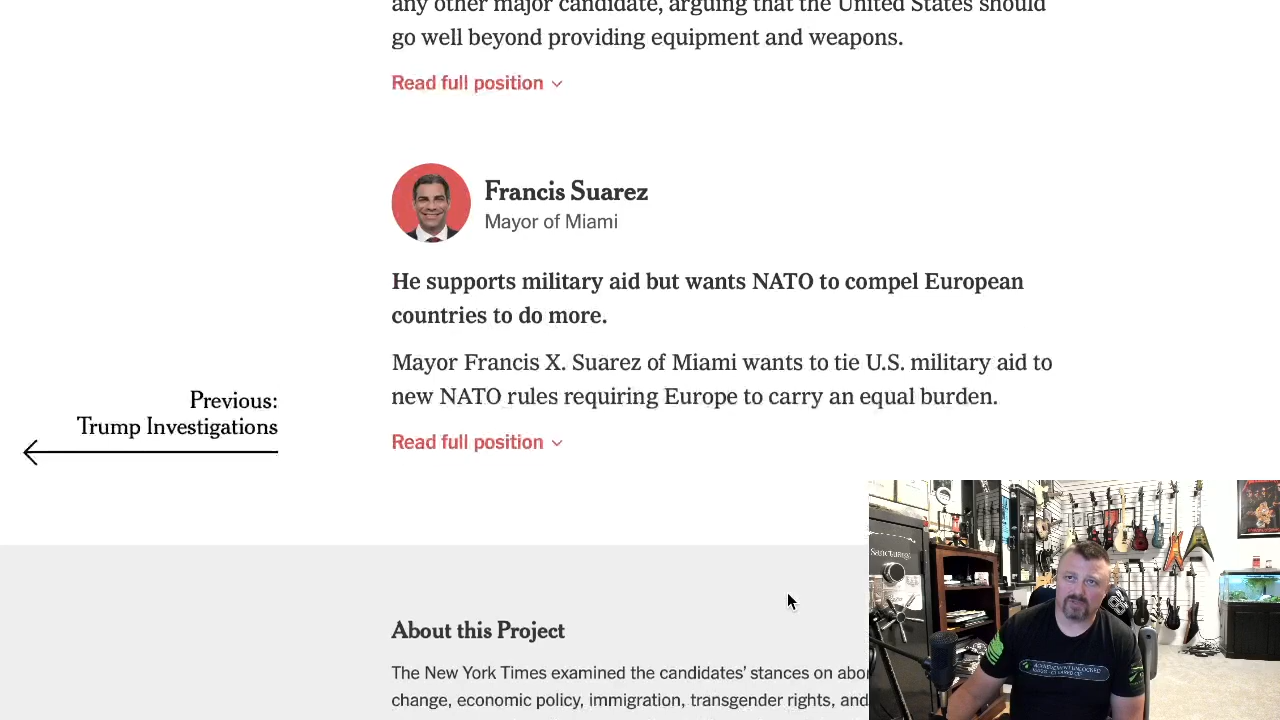 any other major candidate, arguing that the United States should
go well beyond providing equipment and weapons.
Read full position
Francis Suarez
Mayor of Miami
He supports military aid but wants NATO to compel European
countries to do more.
Mayor Francis X. Suarez of Miami wants to tie U.S. military aid to
new NATO rules requiring Europe to carry an equal burden.
Read full position
Previous:
Trump Investigations
About this Project
The New York Times examined the candidates’ stances on abor
change, economic policy, immigration, transgender rights, and
Sanctuary
ACHIEVEMENT UNLOCKED